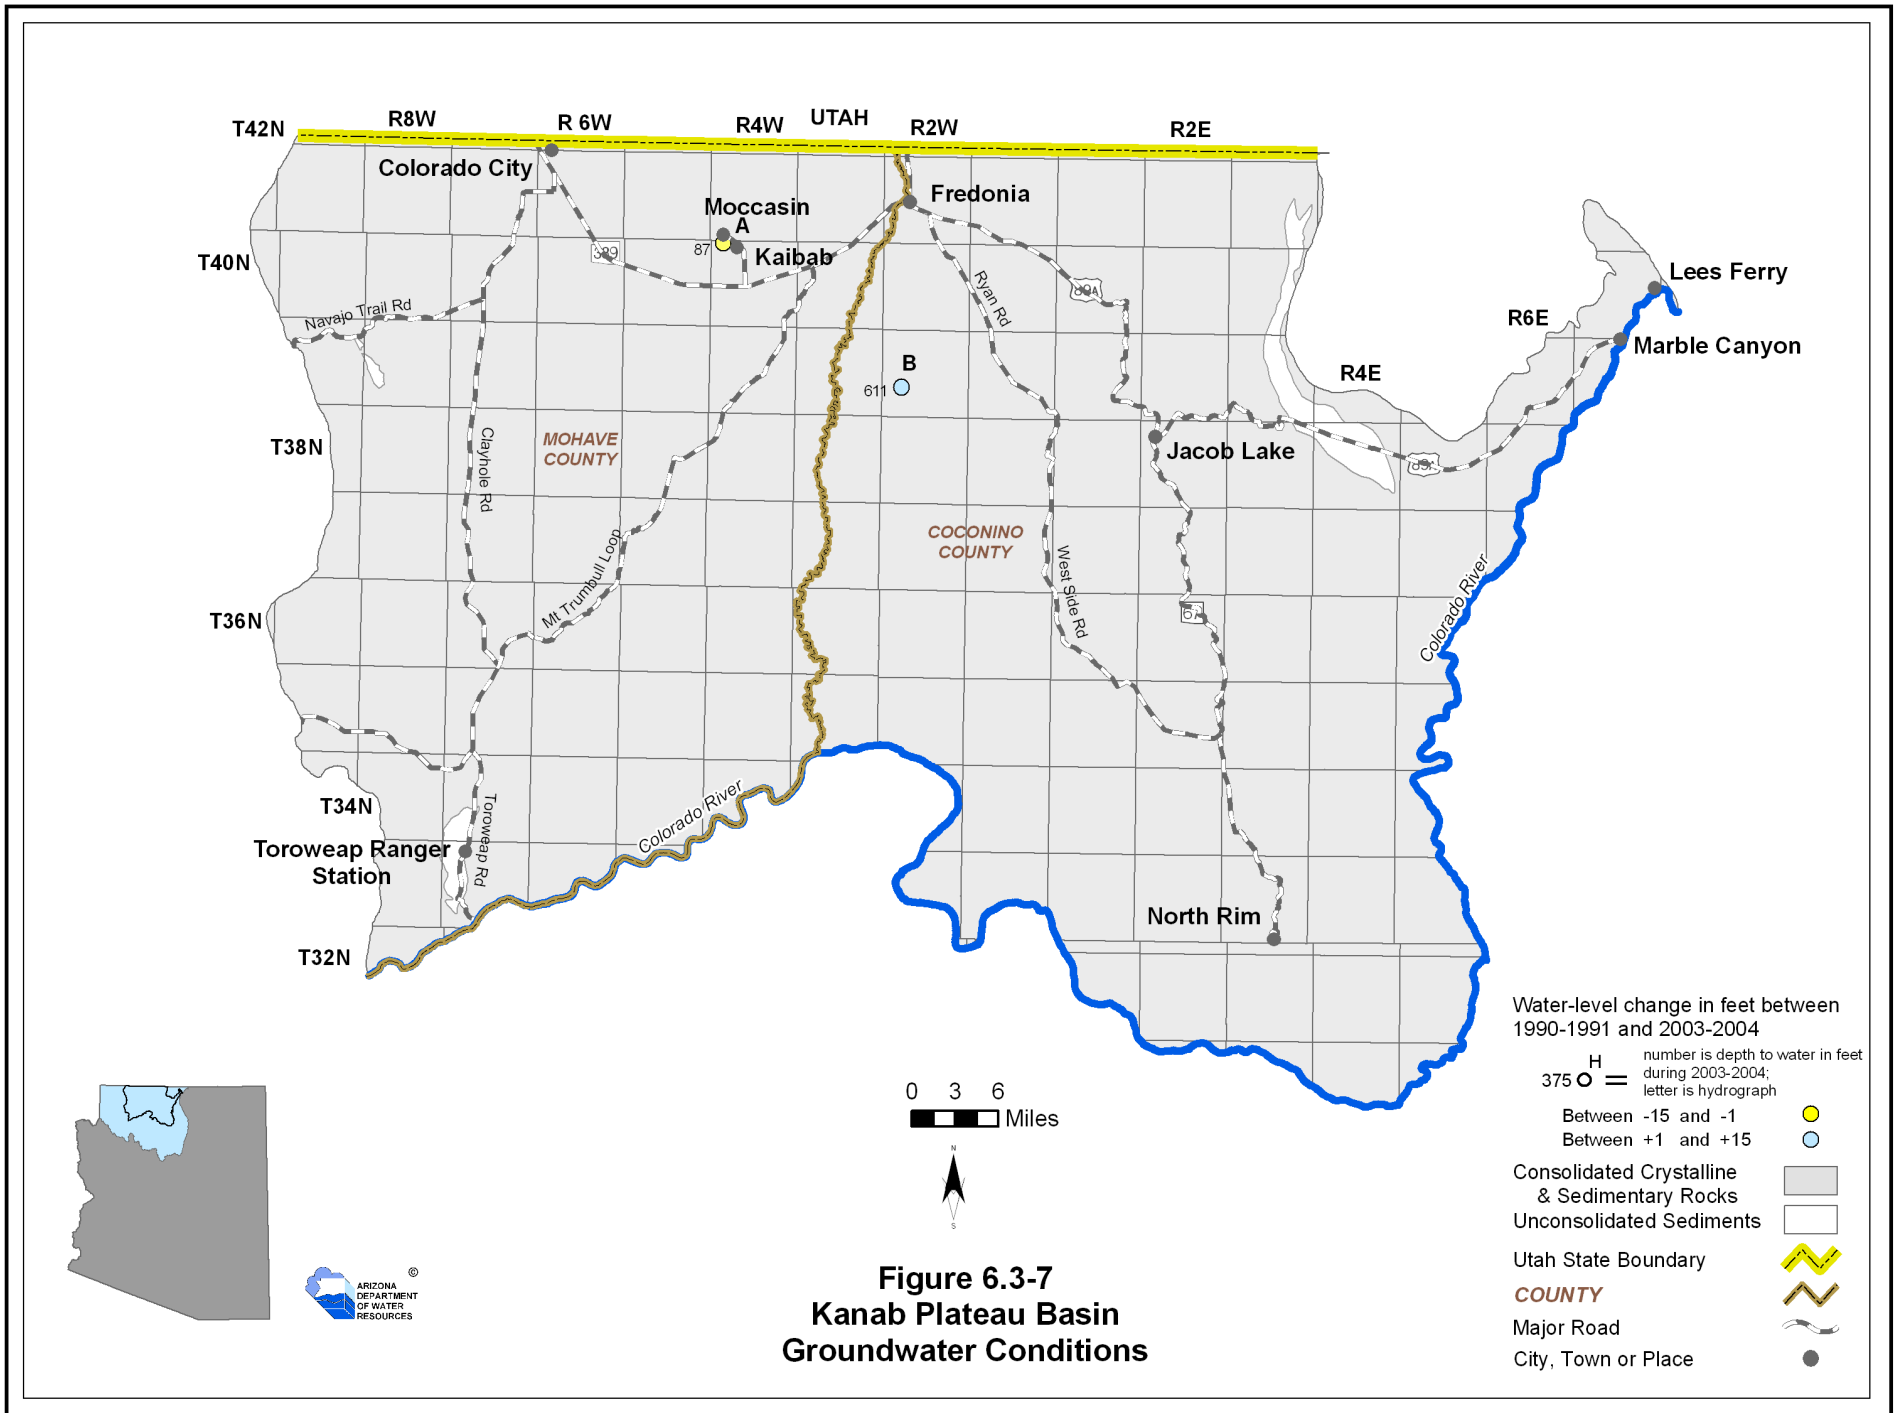 T42N
R8W
R 6W
R4W
UTAH
R2W
R2E
Colorado City
Fredonia
Moccasin
A
87
Kaibab
T40N
389
Navajo Trail Rd
Ryan Rd
89A
Lees Ferry
R6E
Marble Canyon
R4E
B
611
T38N
MOHAVE
COUNTY
Clayhole Rd
Jacob Lake
89A
COCONINO
COUNTY
Mt Trumbull Loop
West Side Rd
Colorado River
T36N
67
T34N
Colorado River
Toroweap Rd
Toroweap Ranger
Station
North Rim
T32N
Water-level change in feet between
1990-1991 and 2003-2004
375
H
=
number is depth to water in feet
during 2003-2004;
letter is hydrograph
Between -15 and -1
Between +1 and +15
Consolidated Crystalline
& Sedimentary Rocks
Unconsolidated Sediments
Utah State Boundary
COUNTY
Major Road
City, Town or Place
0 3 6
Miles
N
S
©
ARIZONA
DEPARTMENT
OF WATER
RESOURCES
Figure 6.3-7
Kanab Plateau Basin
Groundwater Conditions